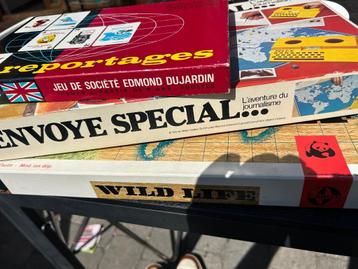 reportages
JEU DE SOCIÉTÉ EDMOND DUJARDIN
ENVOYE SPECIAL...
L'aventure du
journalisme
WILD LIFE